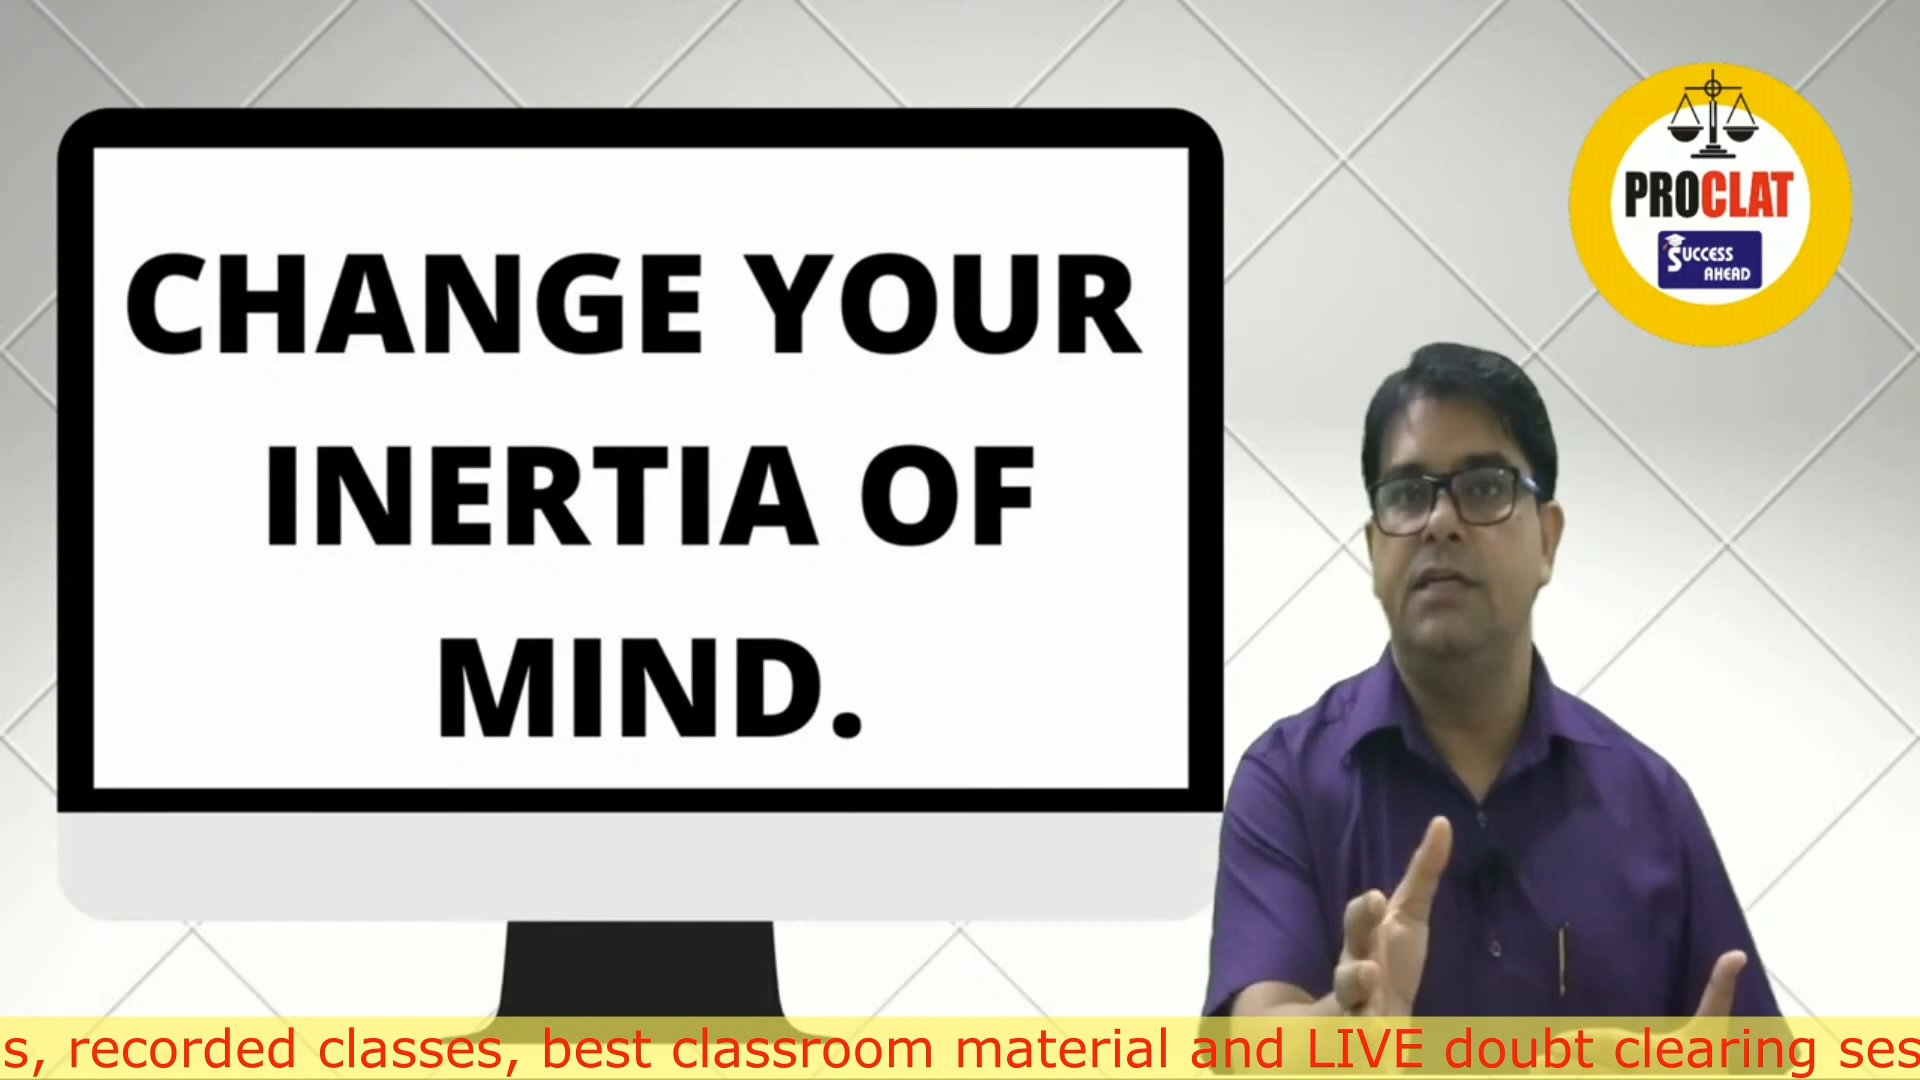 CHANGE YOUR
INERTIA OF
MIND.
PROCLAT
SUCCESS
AHEAD
s, recorded classes, best classroom material and LIVE doubt clearing ses